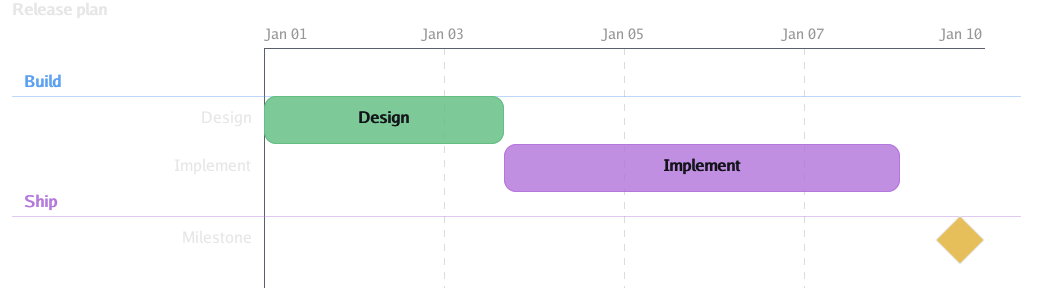 Release plan
Jan 01 Jan 03 Jan 05 Jan 07 Jan 10
Build
Design Design
Implement Implement
Ship
Milestone